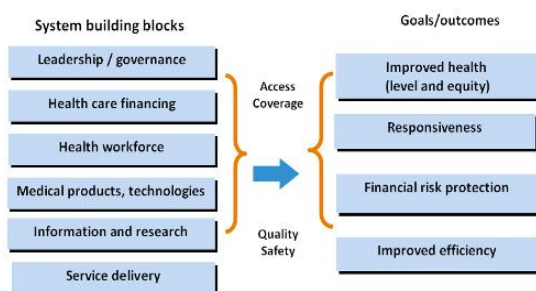 System building blocks
Leadership / governance
Health care financing
Health workforce
Medical products, technologies
Information and research
Service delivery
Access
Coverage
Quality
Safety
Goals/outcomes
Improved health
(level and equity)
Responsiveness
Financial risk protection
Improved efficiency